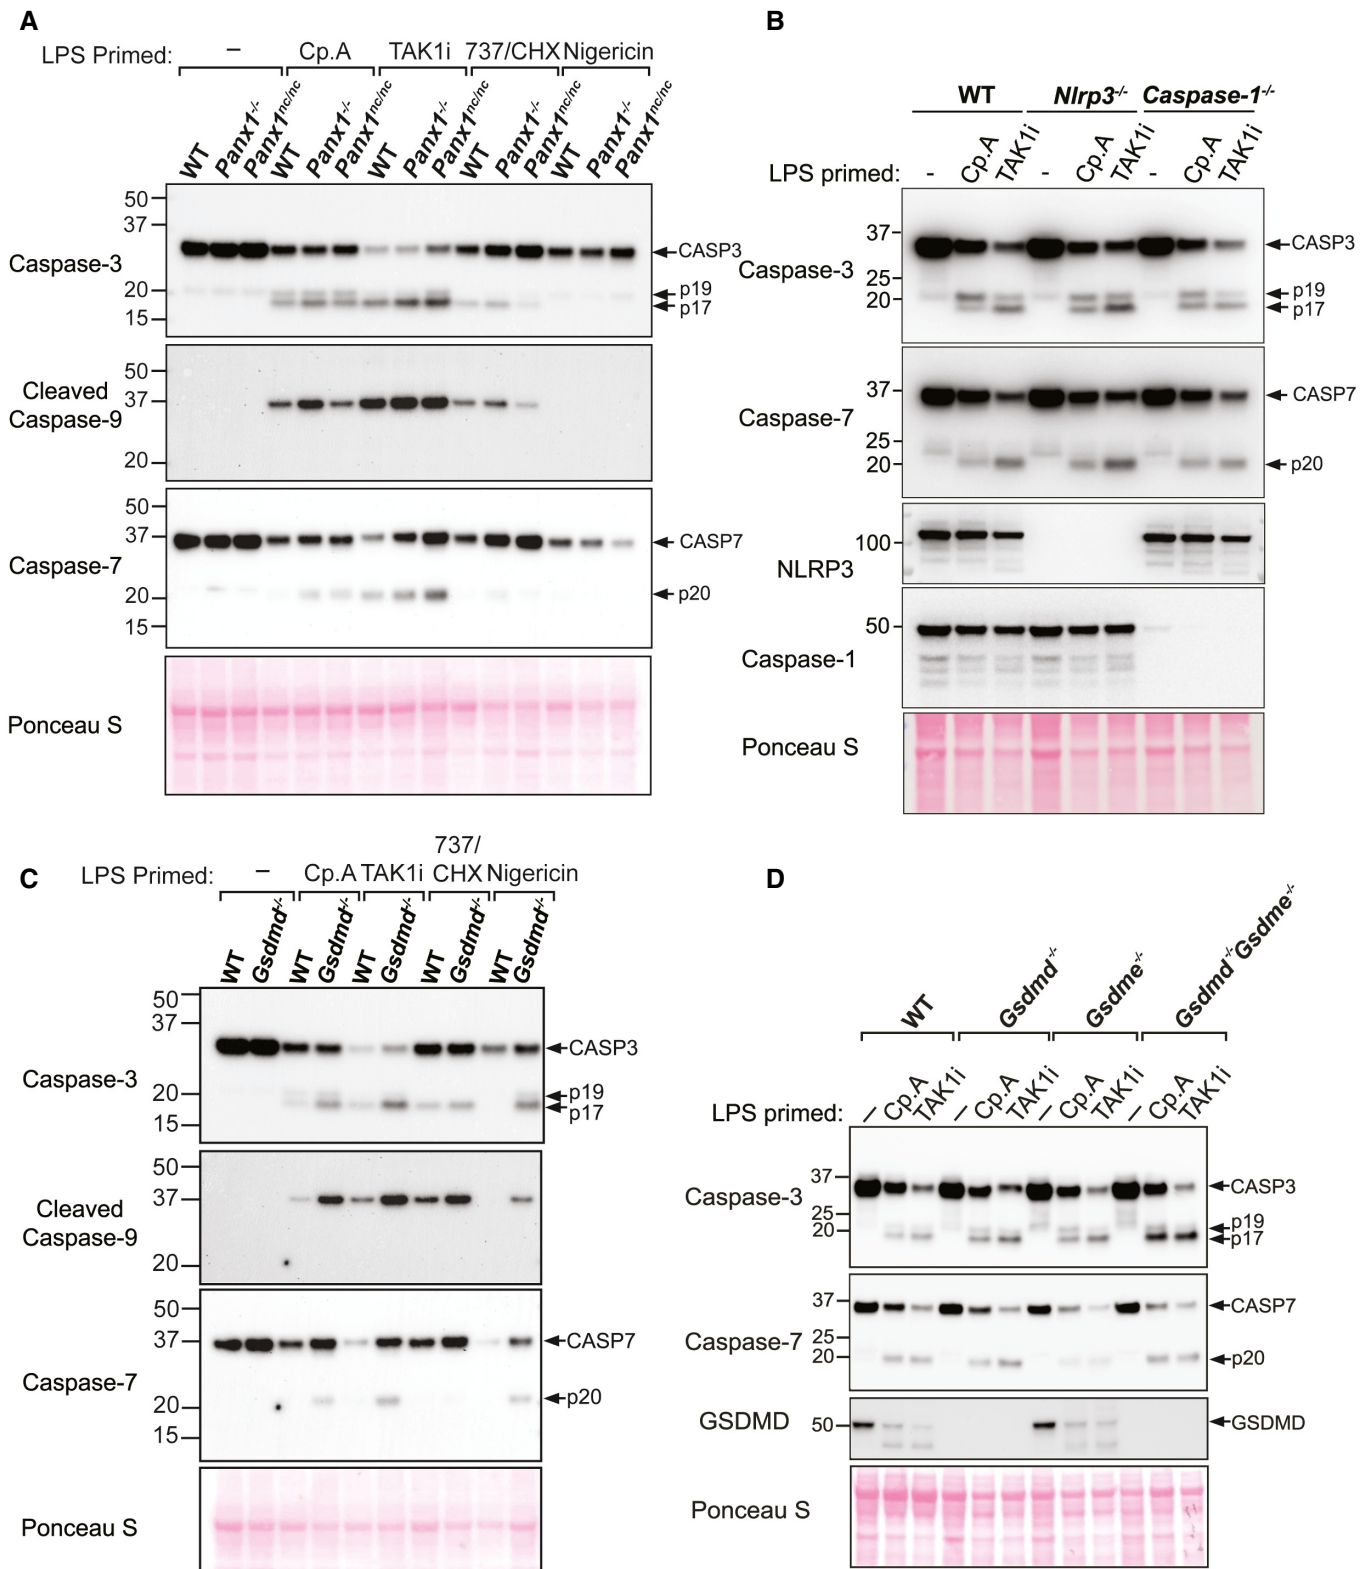 A
LPS Primed: – Cp.A TAK1i 737/CHX Nigericin
WT Panx1-/- Panx1nc/nc WT Panx1-/- Panx1nc/nc WT Panx1-/- Panx1nc/nc WT Panx1-/- Panx1nc/nc WT Panx1-/- Panx1nc/nc
Caspase-3
50
37
20
15
CASP3
p19
p17
Cleaved
Caspase-9
50
37
20
Caspase-7
50
37
20
15
CASP7
p20
Ponceau S
B
WT Nlrp3-/- Caspase-1-/-
LPS primed: - Cp.A TAK1i - Cp.A TAK1i - Cp.A TAK1i
Caspase-3
37
25
20
CASP3
p19
p17
Caspase-7
37
25
20
CASP7
p20
NLRP3
100
Caspase-1
50
Ponceau S
C
737/
LPS Primed: – Cp.A TAK1i CHX Nigericin
WT Gsdmd-/- WT Gsdmd-/- WT Gsdmd-/- WT Gsdmd-/- WT Gsdmd-/-
Caspase-3
50
37
20
15
CASP3
p19
p17
Cleaved
Caspase-9
50
37
20
Caspase-7
50
37
20
15
CASP7
p20
Ponceau S
D
WT Gsdmd-/- Gsdme-/- Gsdmd-/-Gsdme-/-
LPS primed: – Cp.A TAK1i – Cp.A TAK1i – Cp.A TAK1i – Cp.A TAK1i
Caspase-3
37
25
20
CASP3
p19
p17
Caspase-7
37
25
20
CASP7
p20
GSDMD
50
GSDMD
Ponceau S